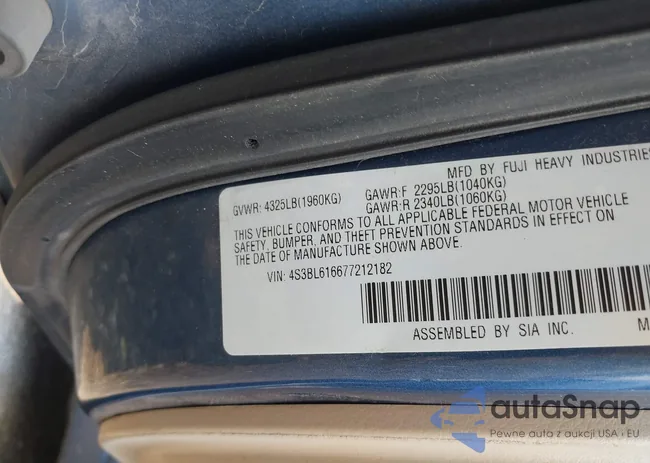 MFD BY FUJI HEAVY INDUSTRIES
GVWR: 4325LB(1960KG) GAWR:F 2295LB(1040KG)
GAWR:R 2340LB(1060KG)
THIS VEHICLE CONFORMS TO ALL APPLICABLE FEDERAL MOTOR VEHICLE
SAFETY, BUMPER, AND THEFT PREVENTION STANDARDS IN EFFECT ON
THE DATE OF MANUFACTURE SHOWN ABOVE.
VIN: 4S3BL616677212182
ASSEMBLED BY SIA INC.
autaSnap
Pewne auta z aukcji USA i EU